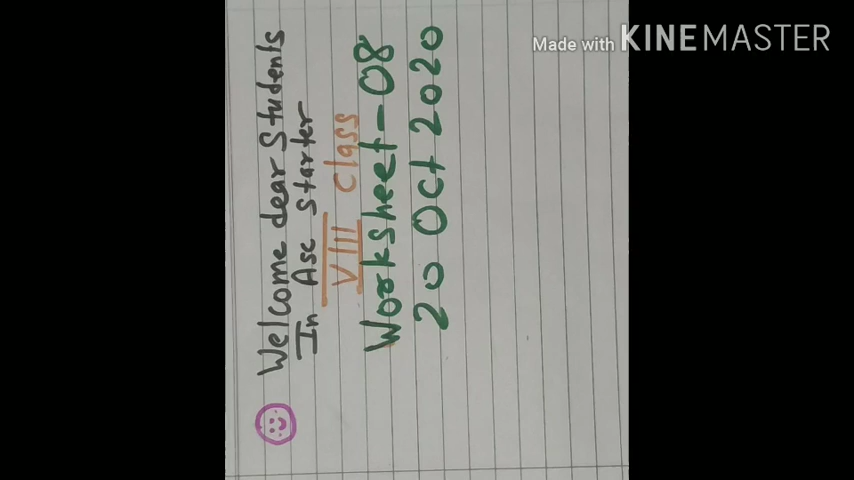 Made with KINEMASTER
Welcome dear Students
In Asc Starter
VIII Class
Worksheet-08
20 Oct 2020